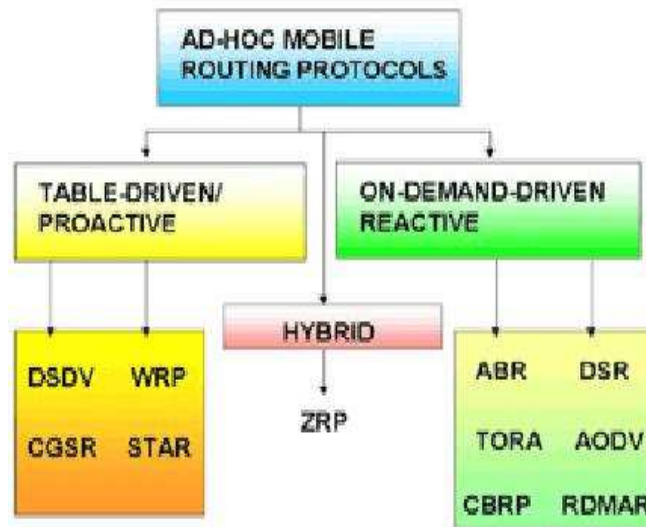 AD-HOC MOBILE
ROUTING PROTOCOLS
TABLE-DRIVEN/
PROACTIVE
ON-DEMAND-DRIVEN
REACTIVE
HYBRID
DSDV WRP
CGSR STAR
ZRP
ABR DSR
TORA AODV
CBRP RDMAR